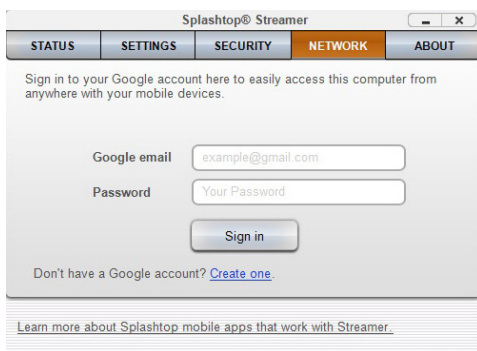 Splashtop® Streamer
STATUS SETTINGS SECURITY NETWORK ABOUT
Sign in to your Google account here to easily access this computer from
anywhere with your mobile devices.
Google email example@gmail.com
Password Your Password
Sign in
Don't have a Google account? Create one.
Learn more about Splashtop mobile apps that work with Streamer.